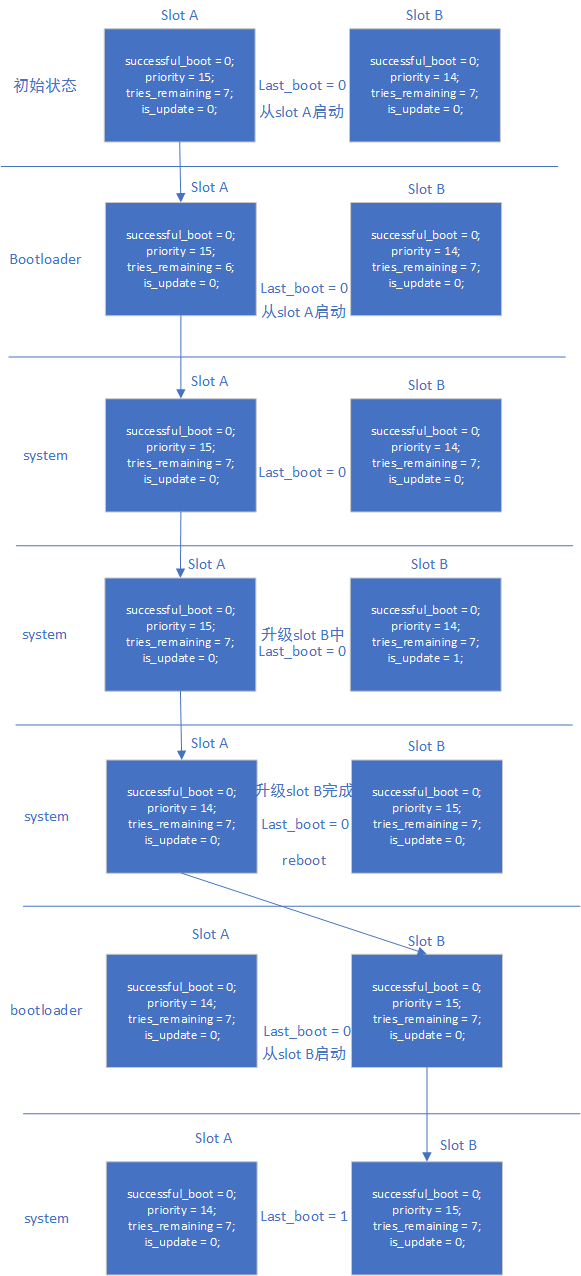 Slot A
Slot B
初始状态
successful_boot = 0;
priority = 15;
tries_remaining = 7;
is_update = 0;
Last_boot = 0
从slot A启动
successful_boot = 0;
priority = 14;
tries_remaining = 7;
is_update = 0;
Slot A
Slot B
Bootloader
successful_boot = 0;
priority = 15;
tries_remaining = 6;
is_update = 0;
Last_boot = 0
从slot A启动
successful_boot = 0;
priority = 14;
tries_remaining = 7;
is_update = 0;
Slot A
Slot B
system
successful_boot = 0;
priority = 15;
tries_remaining = 7;
is_update = 0;
Last_boot = 0
successful_boot = 0;
priority = 14;
tries_remaining = 7;
is_update = 0;
Slot A
Slot B
system
successful_boot = 0;
priority = 15;
tries_remaining = 7;
is_update = 0;
升级slot B中
Last_boot = 0
successful_boot = 0;
priority = 14;
tries_remaining = 7;
is_update = 1;
Slot A
Slot B
system
successful_boot = 0;
priority = 14;
tries_remaining = 7;
is_update = 0;
升级slot B完成
Last_boot = 0
reboot
successful_boot = 0;
priority = 15;
tries_remaining = 7;
is_update = 0;
Slot A
Slot B
bootloader
successful_boot = 0;
priority = 14;
tries_remaining = 7;
is_update = 0;
Last_boot = 0
从slot B启动
successful_boot = 0;
priority = 15;
tries_remaining = 7;
is_update = 0;
Slot A
Slot B
system
successful_boot = 0;
priority = 14;
tries_remaining = 7;
is_update = 0;
Last_boot = 1
successful_boot = 0;
priority = 15;
tries_remaining = 7;
is_update = 0;